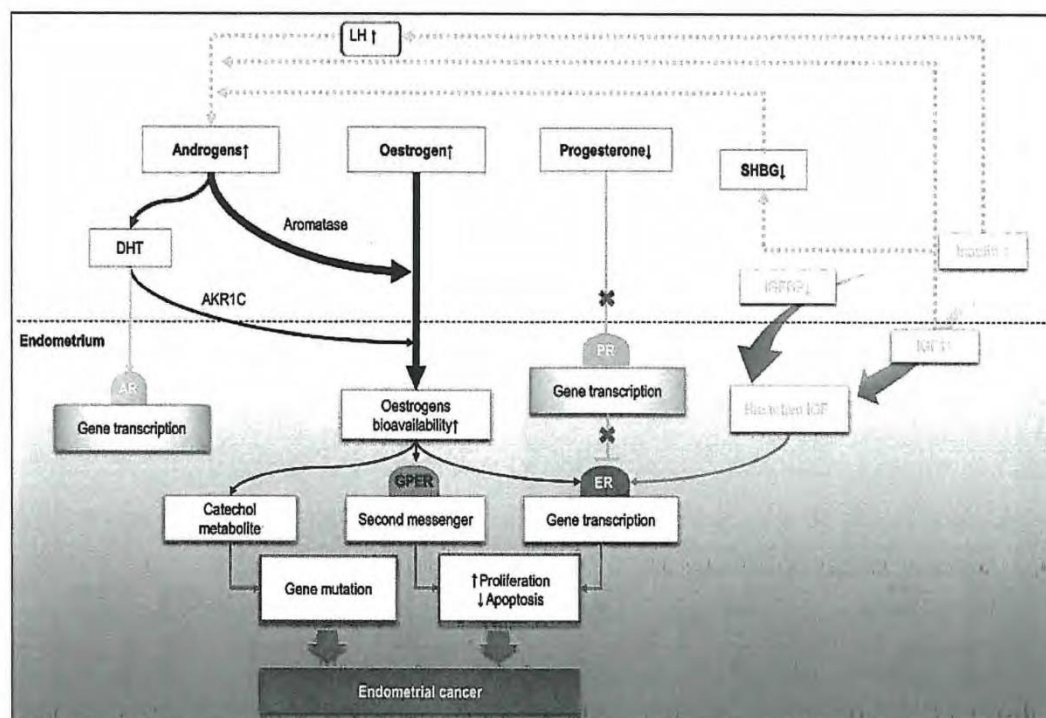 LH ↑
Androgens↑
Oestrogen↑
Progesterone↓
SHBG↓
Aromatase
DHT
AKR1C
Endometrium
PR
AR
Gene transcription
Gene transcription
Oestrogens
bioavailability↑
GPER
ER
Catechol
metabolite
Second messenger
Gene transcription
Gene mutation
↑Proliferation
↓Apoptosis
Endometrial cancer